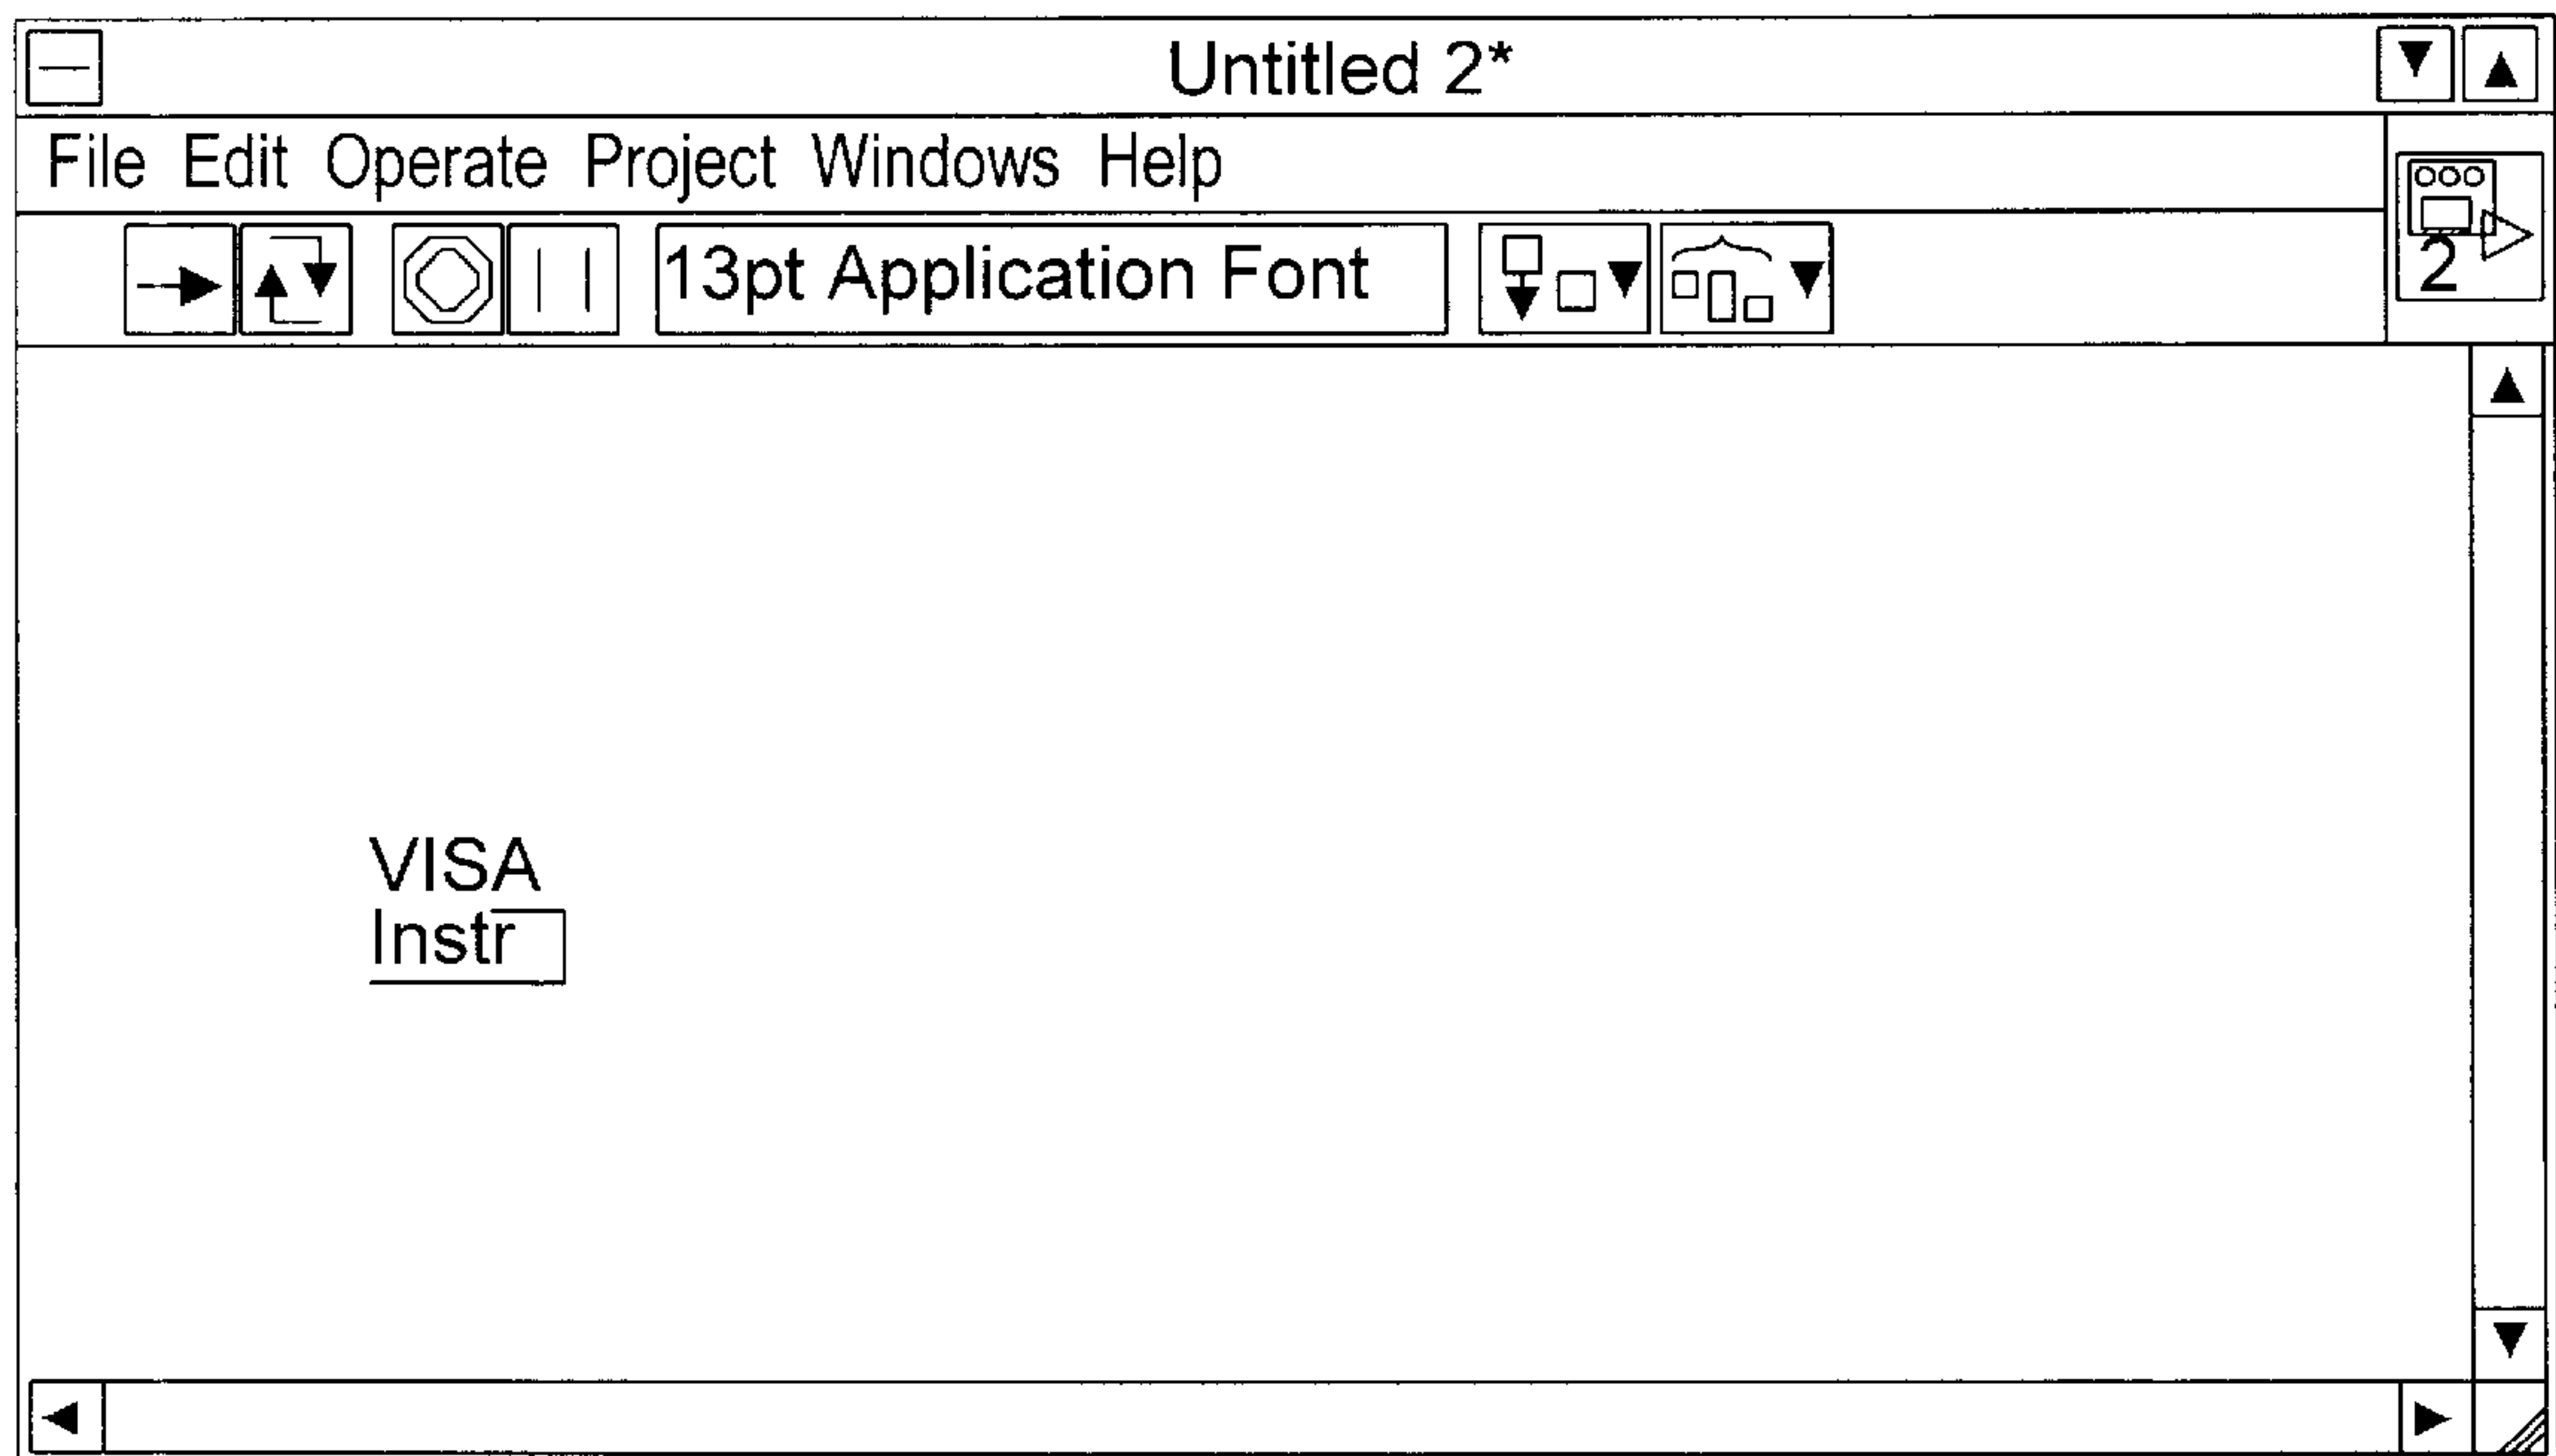 Untitled 2*
File Edit Operate Project Windows Help
2
13pt Application Font
VISA
Instr